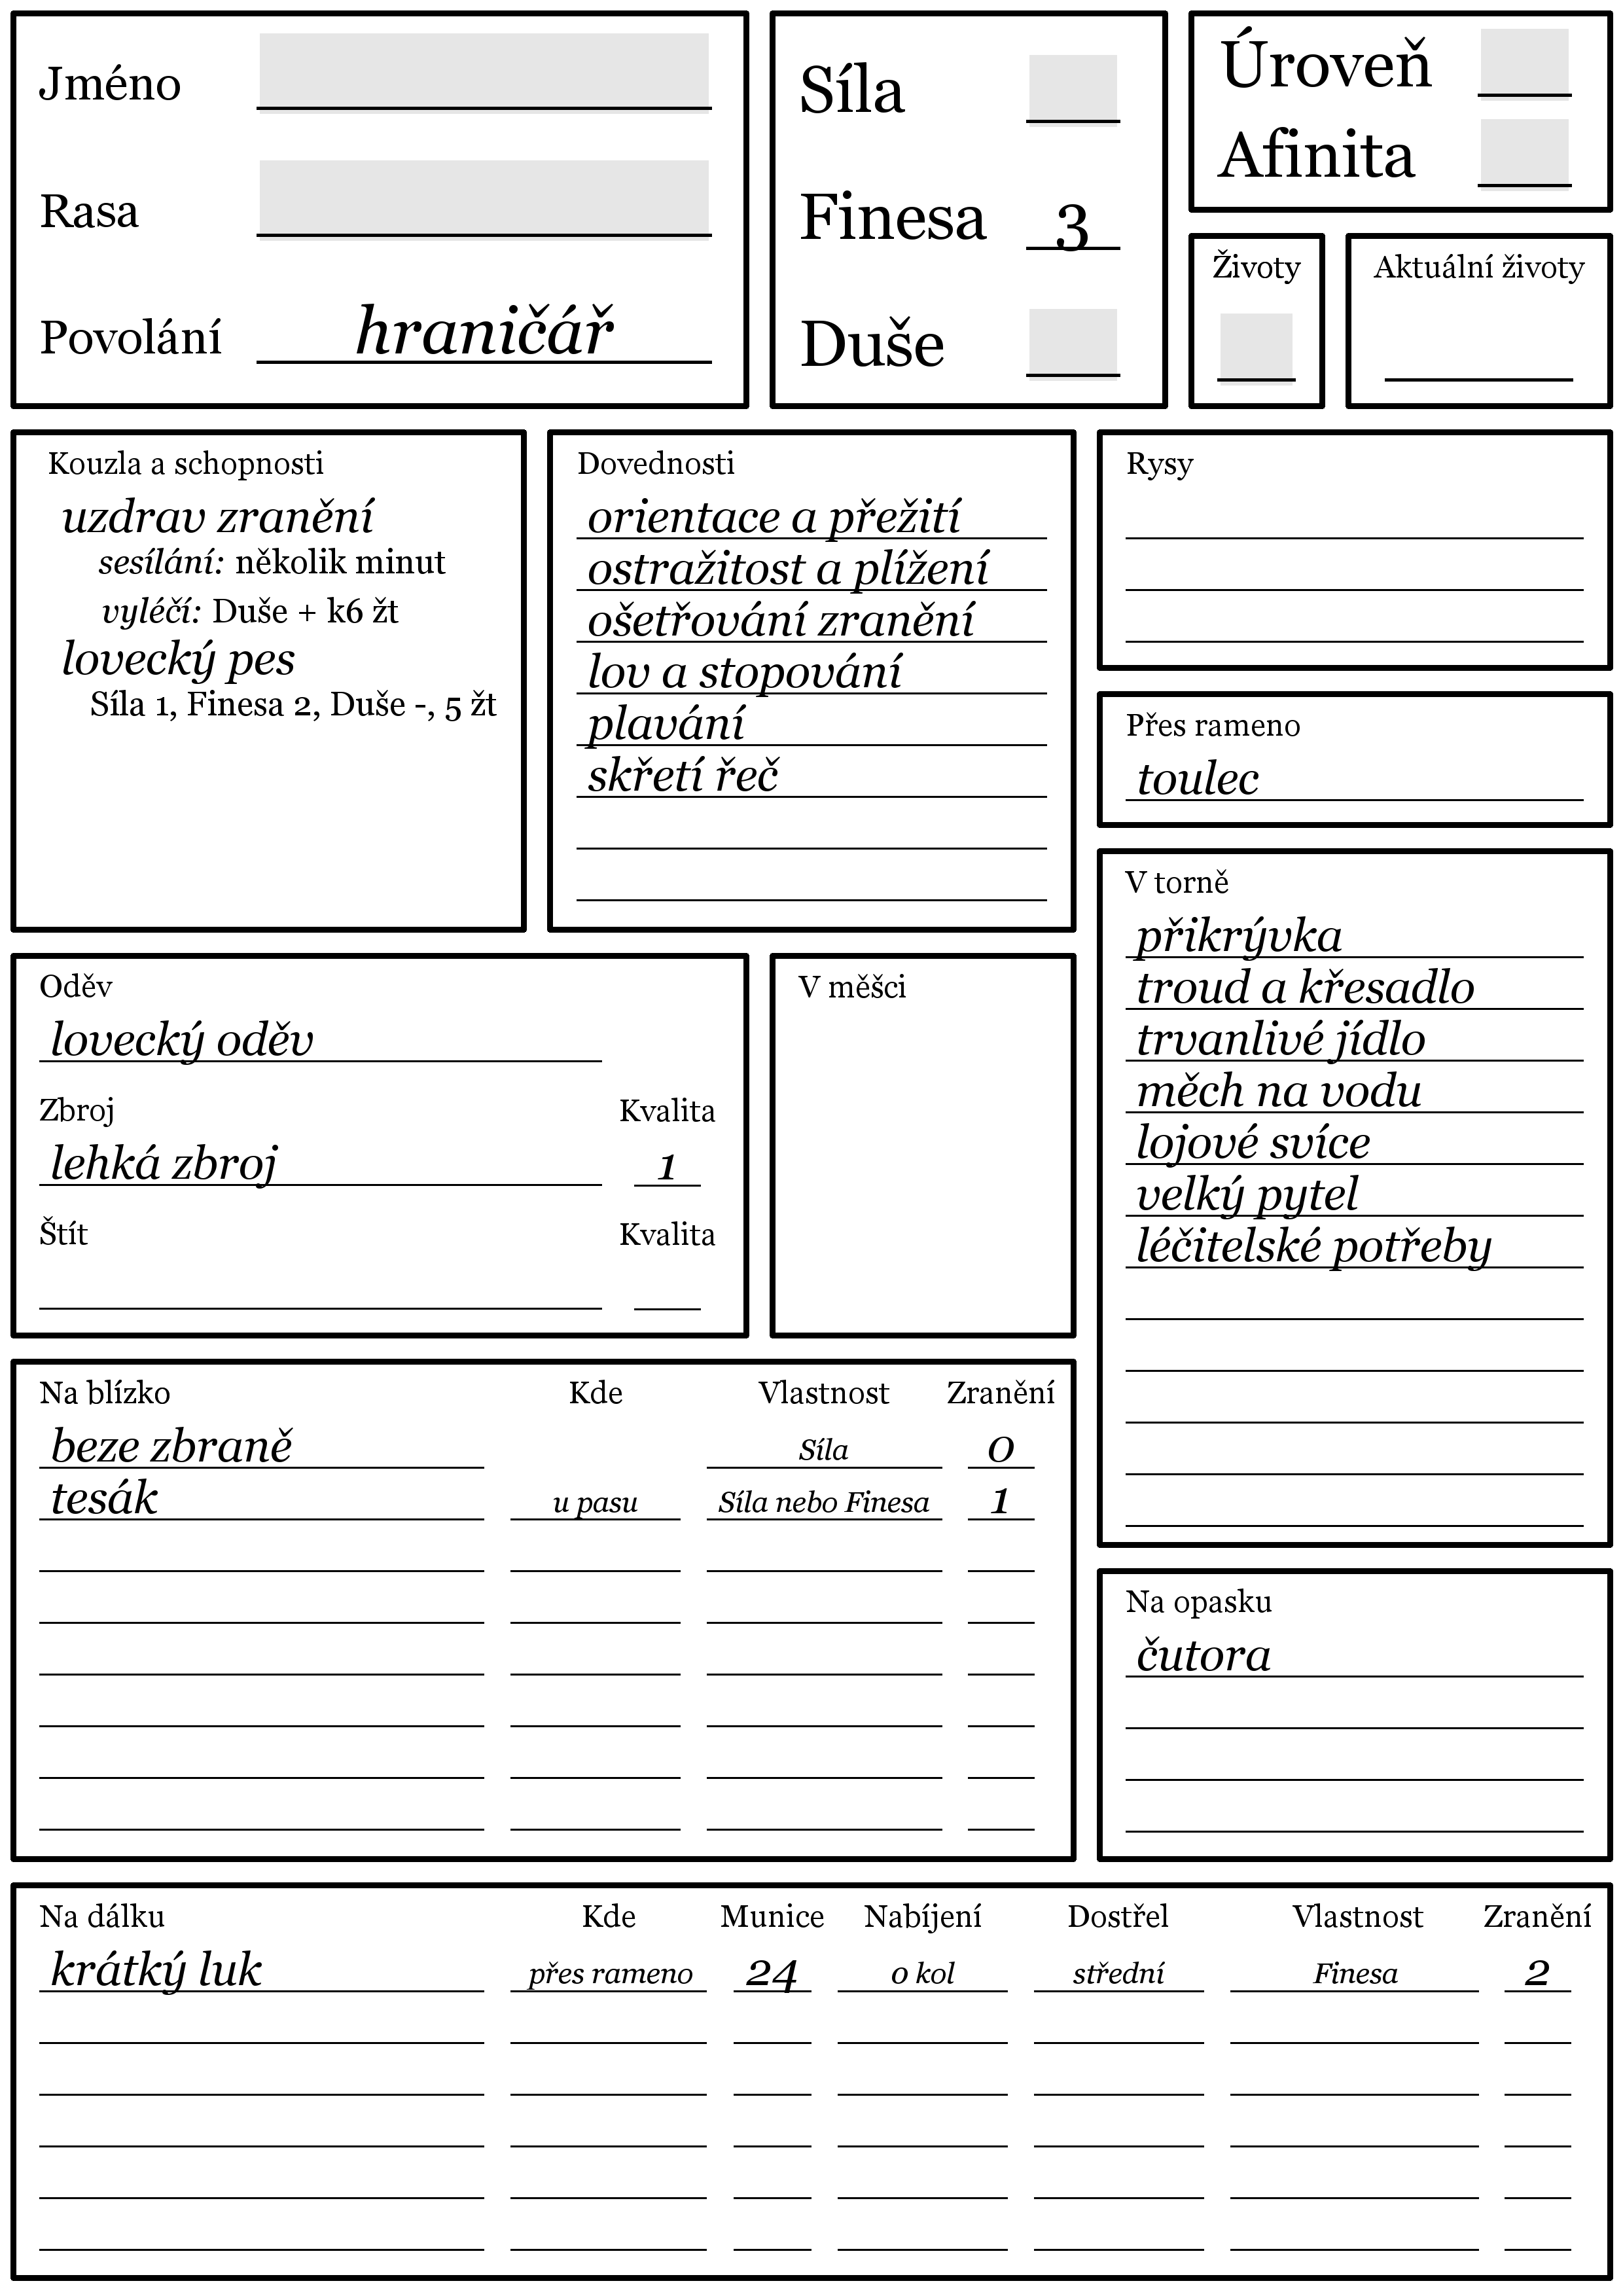 Jméno
Rasa
Povolání hraničář
Síla
Finesa 3
Duše
Úroveň
Afinita
Životy
Aktuální životy
Kouzla a schopnosti
uzdrav zranění
sesílání: několik minut
vyléčí: Duše + k6 žt
lovecký pes
Síla 1, Finesa 2, Duše -, 5 žt
Dovednosti
orientace a přežití
ostražitost a plížení
ošetřování zranění
lov a stopování
plavání
skřetí řeč
Rysy
Přes rameno
toulec
V torně
přikrývka
troud a křesadlo
trvanlivé jídlo
měch na vodu
lojové svíce
velký pytel
léčitelské potřeby
Oděv
lovecký oděv
Zbroj Kvalita
lehká zbroj 1
Štít Kvalita
V měšci
Na blízko Kde Vlastnost Zranění
beze zbraně Síla 0
tesák u pasu Síla nebo Finesa 1
Na opasku
čutora
Na dálku Kde Munice Nabíjení Dostřel Vlastnost Zranění
krátký luk přes rameno 24 0 kol střední Finesa 2